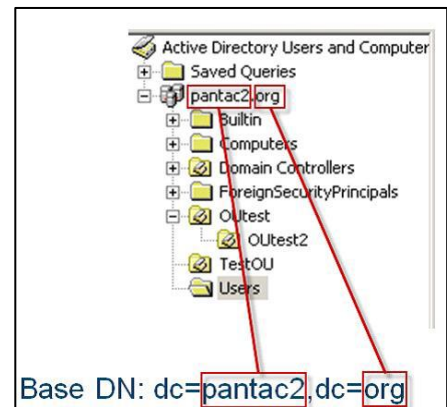 Active Directory Users and Computer
Saved Queries
pantac2.org
Builtin
Computers
Domain Controllers
ForeignSecurityPrincipals
OUtest
OUtest2
TestOU
Users
Base DN: dc=pantac2,dc=org